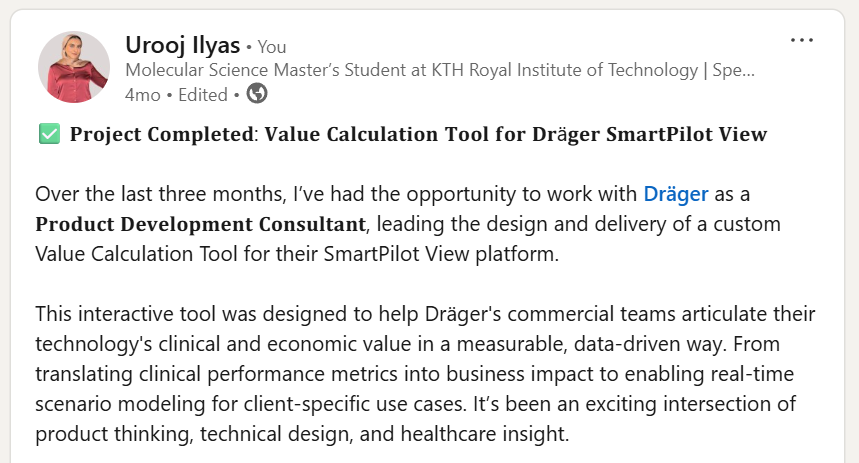 Urooj Ilyas • You
Molecular Science Master’s Student at KTH Royal Institute of Technology | Spe...
4mo • Edited •
✅ Project Completed: Value Calculation Tool for Dräger SmartPilot View
Over the last three months, I’ve had the opportunity to work with Dräger as a
Product Development Consultant, leading the design and delivery of a custom
Value Calculation Tool for their SmartPilot View platform.
This interactive tool was designed to help Dräger's commercial teams articulate their
technology's clinical and economic value in a measurable, data-driven way. From
translating clinical performance metrics into business impact to enabling real-time
scenario modeling for client-specific use cases. It’s been an exciting intersection of
product thinking, technical design, and healthcare insight.